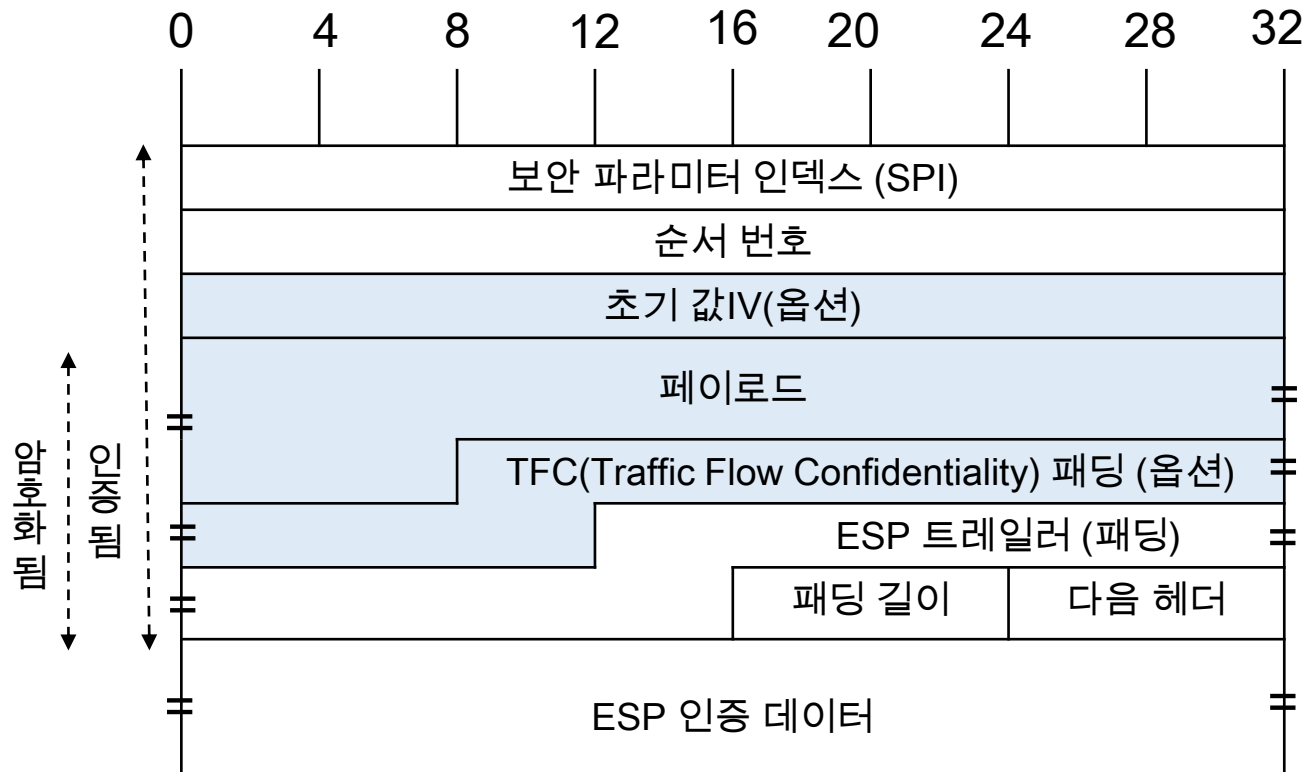 0 4 8 12 16 20 24 28 32
보안 파라미터 인덱스 (SPI)
순서 번호
초기 값IV(옵션)
페이로드
TFC(Traffic Flow Confidentiality) 패딩 (옵션)
ESP 트레일러 (패딩)
패딩 길이 다음 헤더
ESP 인증 데이터
암호화됨
인증됨